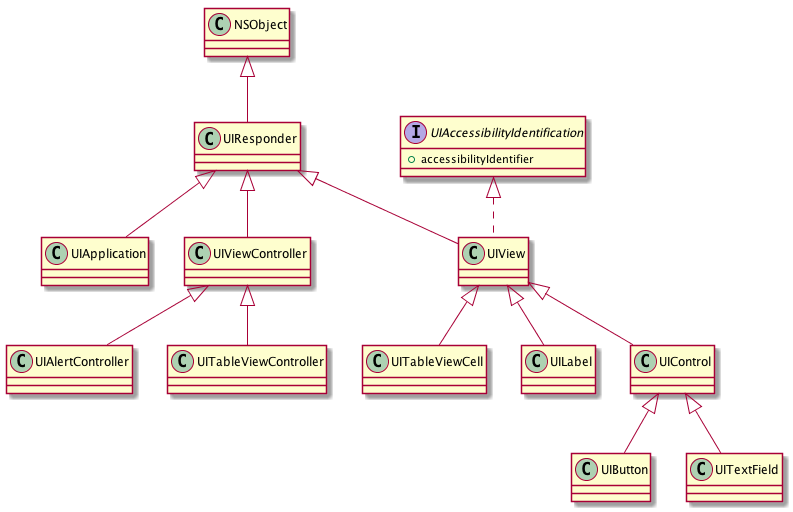 C NSObject
C UIResponder
I UIAccessibilityIdentification
accessibilityIdentifier
C UIApplication
C UIViewController
C UIView
C UIAlertController
C UITableViewController
C UITableViewCell
C UILabel
C UIControl
C UIButton
C UITextField